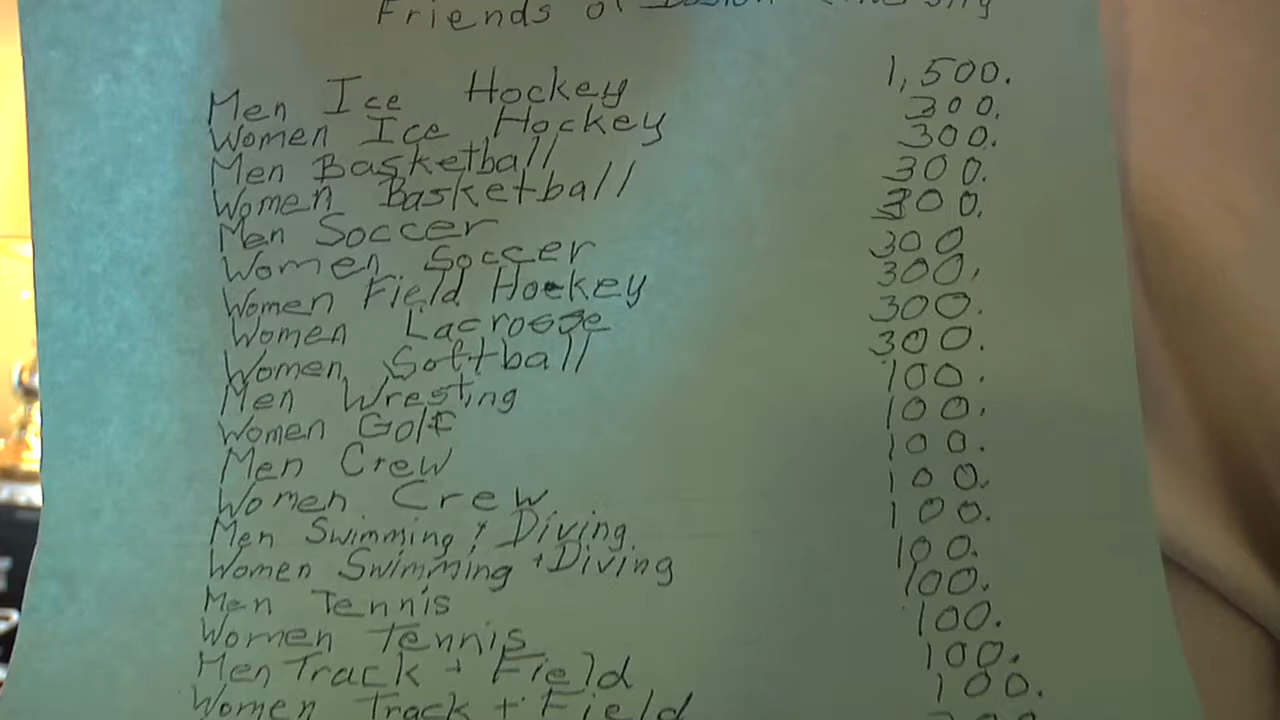 Friends of Boston
Men Ice Hockey 1,500.
Women Ice Hockey 300.
Men Basketball 300.
Women Basketball 300.
Men Soccer 300.
Women Soccer 300
Women Field Hockey 300.
Women Lacrosse 300.
Women Softball 300.
Men Wresting 100.
Women Golf 100.
Men Crew 100.
Women Crew 100.
Men Swimming + Diving 100.
Women Swimming + Diving 100.
Men Tennis 100.
Women Tennis 100.
Men Track + Field 100.
Women Track + Field 100.